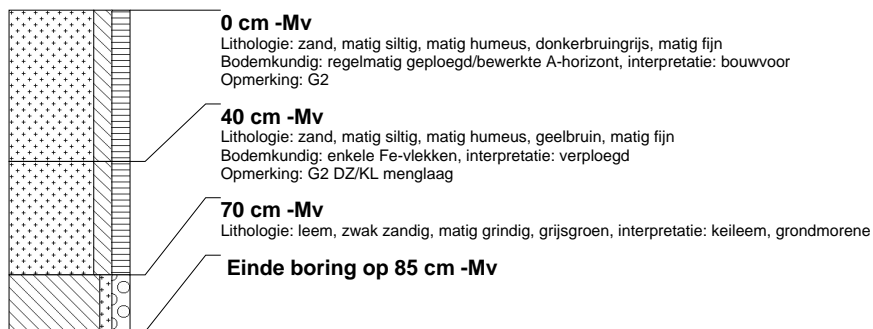 0 cm -Mv
Lithologie: zand, matig siltig, matig humeus, donkerbruingrijs, matig fijn
Bodemkundig: regelmatig geploegd/bewerkte A-horizont, interpretatie: bouwvoor
Opmerking: G2
40 cm -Mv
Lithologie: zand, matig siltig, matig humeus, geelbruin, matig fijn
Bodemkundig: enkele Fe-vlekken, interpretatie: verploegd
Opmerking: G2 DZ/KL menglaag
70 cm -Mv
Lithologie: leem, zwak zandig, matig grindig, grijsgroen, interpretatie: keileem, grondmorene
Einde boring op 85 cm -Mv